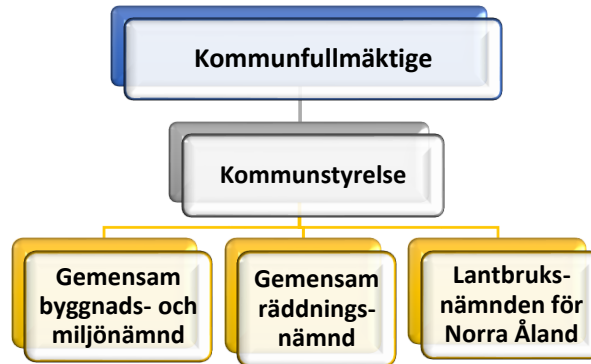 Kommunfullmäktige
Kommunstyrelse
Gemensam
byggnads- och
miljönämnd
Gemensam
räddnings-
nämnd
Lantbruks-
nämnden för
Norra Åland